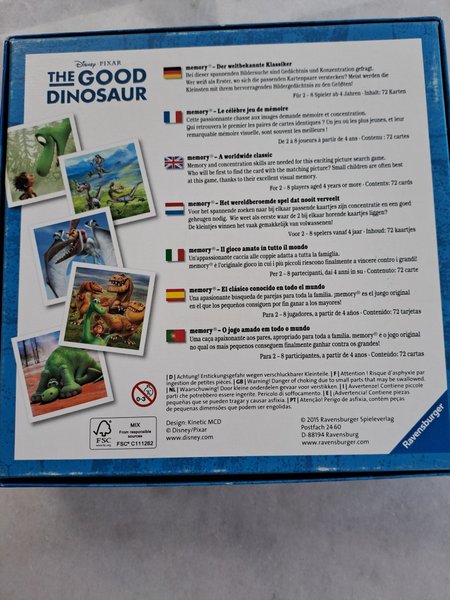 Disney · PIXAR
THE GOOD
DINOSAUR
memory® – Der weltbekannte Klassiker
Bei dieser spannenden Bildersuche sind Gedächtnis und Konzentration gefragt.
Wer weiß als Erster, wo sich die passenden Kartenpaare verstecken? Meist werden die
Kleinsten mit ihrem hervorragenden Bildergedächtnis zu den Größten!
Für 2 - 8 Spieler ab 4 Jahren · Inhalt: 72 Karten
memory® – Le célèbre jeu de mémoire
Cette passionnante chasse aux images demande mémoire et concentration.
Qui retrouvera le premier les paires de cartes identiques ? Un jeu où les plus jeunes, et leur
remarquable mémoire visuelle, sont souvent les meilleurs !
De 2 à 8 joueurs à partir de 4 ans · Contenu : 72 cartes
memory® – A worldwide classic
Memory and concentration skills are needed for this exciting picture search game.
Who will be first to find the card with the matching picture? Small children are often best
at this game, thanks to their excellent visual memory.
For 2 - 8 players aged 4 years or more · Contents: 72 cards
memory® – Het wereldberoemde spel dat nooit verveelt
Voor het spannende zoeken naar bij elkaar passende kaartjes zijn concentratie en een goed
geheugen nodig. Wie weet als eerste waar de 2 bij elkaar horende kaartjes liggen?
De kleintjes winnen het vaak gemakkelijk van volwassenen!
Voor 2 - 8 spelers vanaf 4 jaar · Inhoud: 72 kaartjes
memory® – Il gioco amato in tutto il mondo
Un'appassionante caccia alle coppie adatta a tutta la famiglia.
memory® è l'originale gioco in cui i più piccoli riescono finalmente a vincere contro i grandi!
Per 2 - 8 partecipanti, dai 4 anni in su · Contenuto: 72 carte
memory® – El clásico conocido en todo el mundo
Una apasionante búsqueda de parejas para toda la familia. memory® es el juego original
en el que los pequeños consiguen por fin ganar a los mayores!
Para 2 - 8 jugadores, a partir de 4 años · Contenido: 72 tarjetas
memory® – O jogo amado em todo o mundo
Uma caça apaixonante aos pares, apropriado para toda a família. memory® é o jogo original
no qual os mais pequenos conseguem finalmente ganhar contra os grandes!
Para 2 - 8 participantes, a partir de 4 anos · Conteúdo: 72 cartas
0-3
| D | Achtung! Erstickungsgefahr wegen verschluckbarer Kleinteile. | F | Attention ! Risque d'asphyxie par
ingestion de petites pièces. | GB | Warning! Danger of choking due to small parts that may be swallowed.
| NL | Waarschuwing! Kleine onderdelen gevaar voor verstikken. | I | Avvertenza! Contiene piccole
parti che potrebbero essere ingerite. Pericolo di soffocamento. | E | ¡Advertencia! Contiene piezas
pequeñas que se pueden tragar y causar asfixia. | PT | Atenção! Perigo de asfixia, contém peças
de pequenas dimensões que podem ser engolidas.
FSC
www.fsc.org
MIX
From responsible
sources
FSC® C111262
Design: Kinetic MCD
© Disney/Pixar
© 2015 Ravensburger Spieleverlag
Postfach 24 60
D-88194 Ravensburg
www.ravensburger.com
Ravensburger